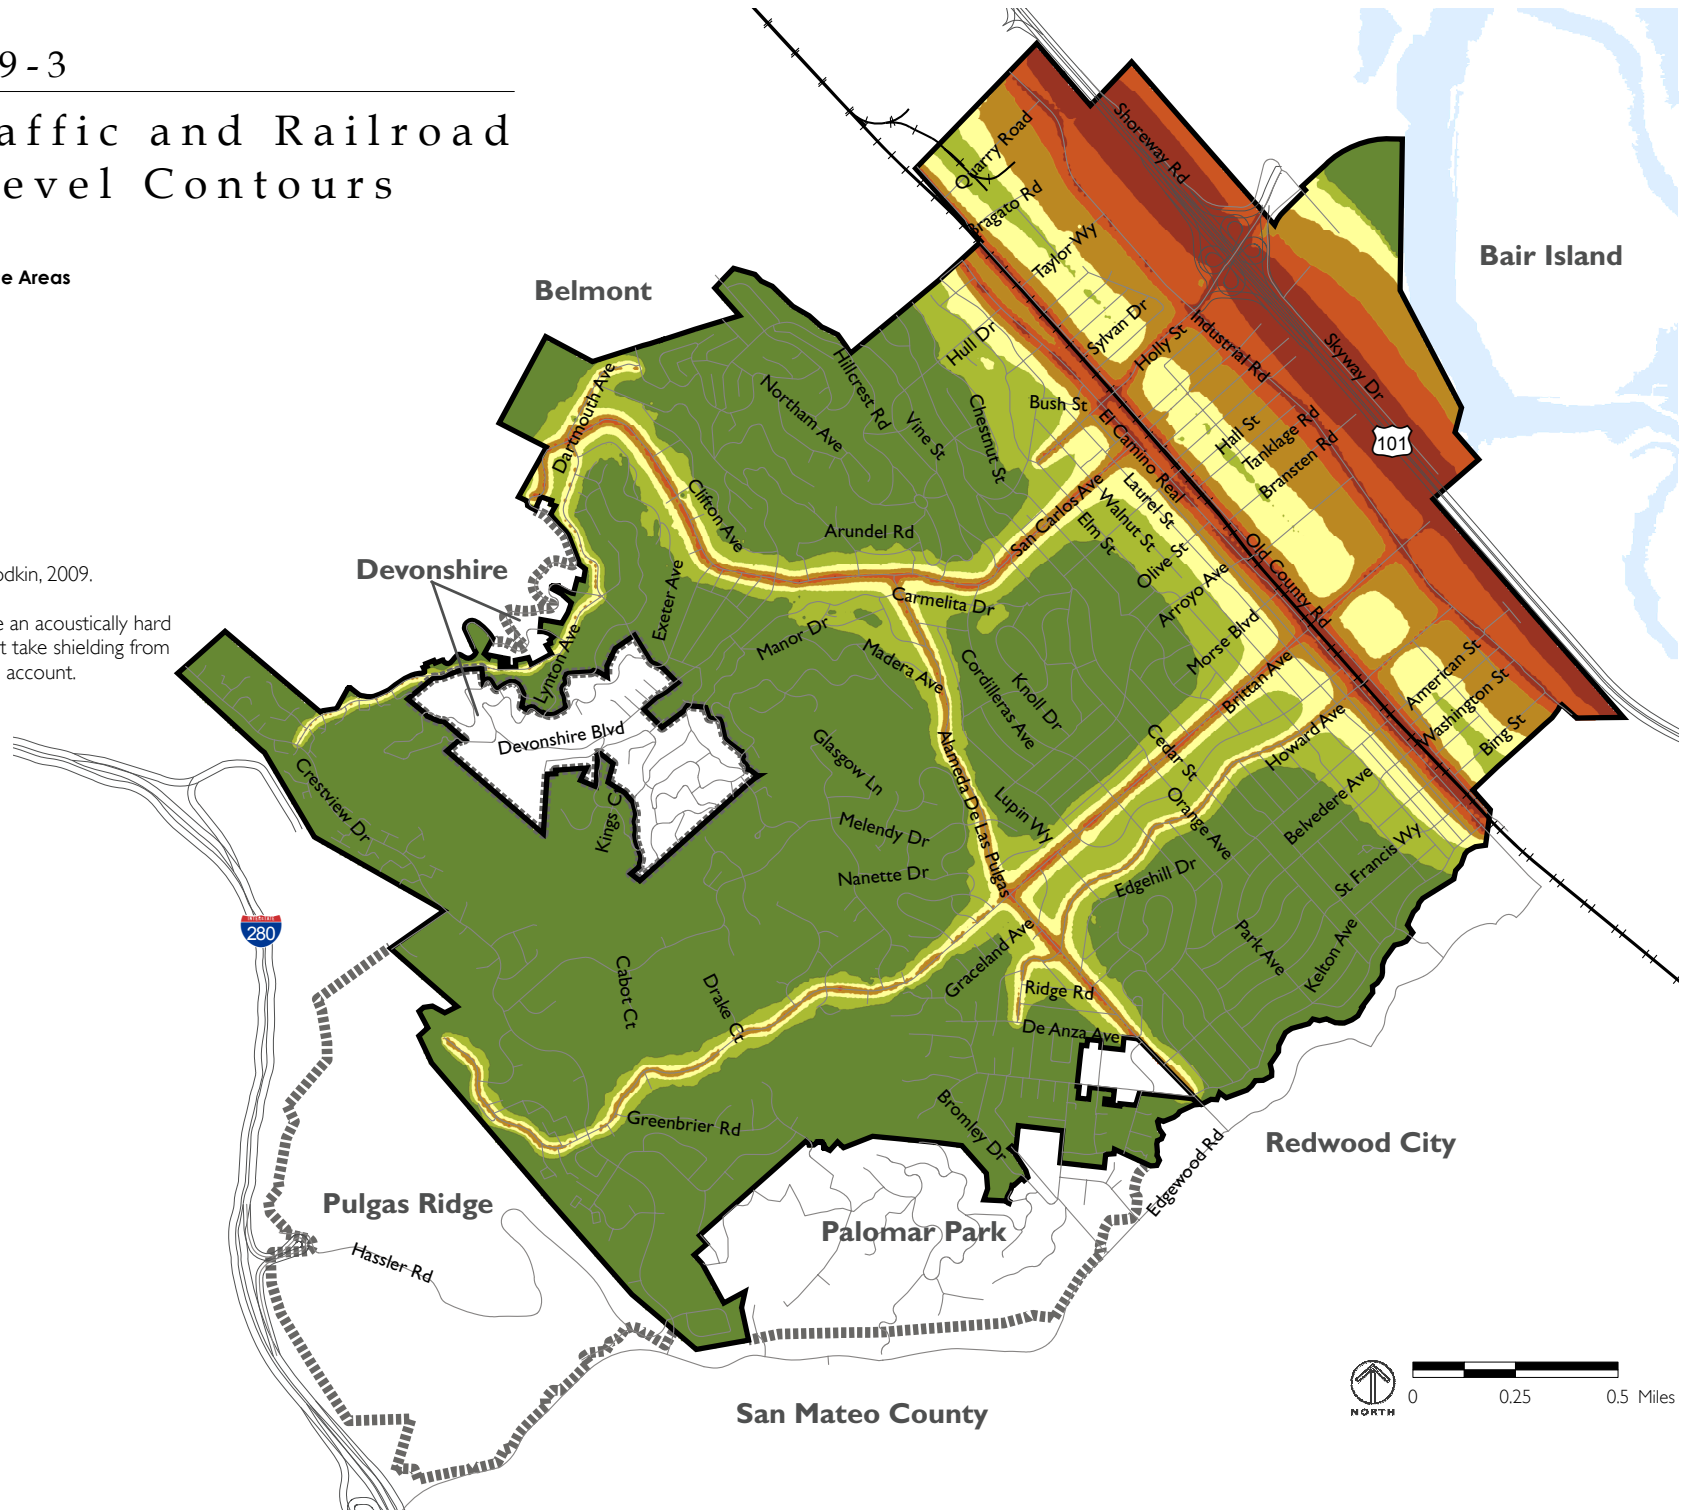 9-3
affic and Railroad
evel Contours
e Areas
odkin, 2009.
e an acoustically hard
t take shielding from
account.
Belmont
Bair Island
Devonshire
Pulgas Ridge
Palomar Park
Redwood City
San Mateo County
Quarry Road
Bragato Rd
Taylor Wy
Shoreway Rd
Sylvan Dr
Holly St
Industrial Rd
Skyway Dr
101
Hull Dr
Bush St
El Camino Real
Hall St
Tanklage Rd
Bransten Rd
Dartmouth Ave
Northam Ave
Hillcrest Rd
Vine St
Chestnut St
Clifton Ave
Arundel Rd
San Carlos Ave
Laurel St
Walnut St
Elm St
Olive St
Arroyo Ave
Old County Rd
Exeter Ave
Carmelita Dr
Manor Dr
Madera Ave
Cordilleras Ave
Knoll Dr
Morse Blvd
Brittan Ave
American St
Washington St
Bing St
Lynton Ave
Devonshire Blvd
Kings C
Crestview Dr
Glasgow Ln
Melendy Dr
Nanette Dr
Alameda De Las Pulgas
Lupin Wy
Cedar St
Orange Ave
Howard Ave
Belvedere Ave
St Francis Wy
Edgehill Dr
Park Ave
Kelton Ave
INTERSTATE
280
Cabot Ct
Drake Ct
Graceland Ave
Ridge Rd
De Anza Ave
Greenbrier Rd
Bromley Dr
Edgewood Rd
Hassler Rd
NORTH
0 0.25 0.5 Miles